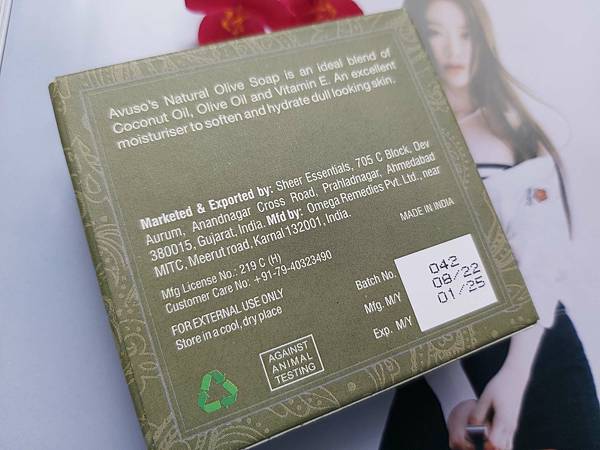 Avuso's Natural Olive Soap is an ideal blend of
Coconut Oil, Olive Oil and Vitamin E. An excellent
moisturiser to soften and hydrate dull looking skin.
Marketed & Exported by: Sheer Essentials, 705 C Block, Dev
Aurum, Anandnagar Cross Road, Prahladnagar, Ahmedabad
380015, Gujarat, India. Mfd by: Omega Remedies Pvt. Ltd., near
MITC, Meerut road, Karnal 132001, India.
MADE IN INDIA
Mfg License No.: 219 C (H)
Customer Care No: +91-79-40323490
FOR EXTERNAL USE ONLY
Store in a cool, dry place
Batch No. 042
Mfg. M/Y 08/22
Exp. M/Y 01/25
AGAINST
ANIMAL
TESTING